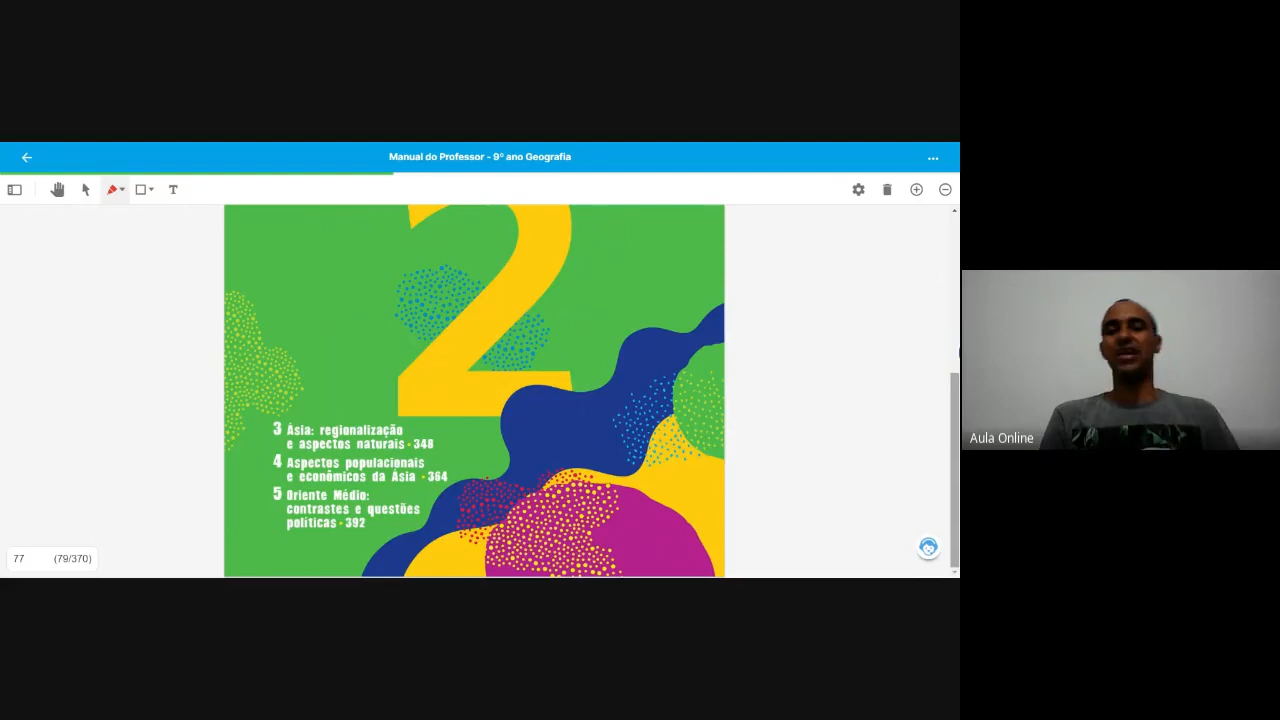 Manual do Professor - 9º ano Geografia
T
2
3 Ásia: regionalização
e aspectos naturais • 348
4 Aspectos populacionais
e econômicos da Ásia • 364
5 Oriente Médio:
contrastes e questões
políticas • 392
77 (79/370)
Aula Online